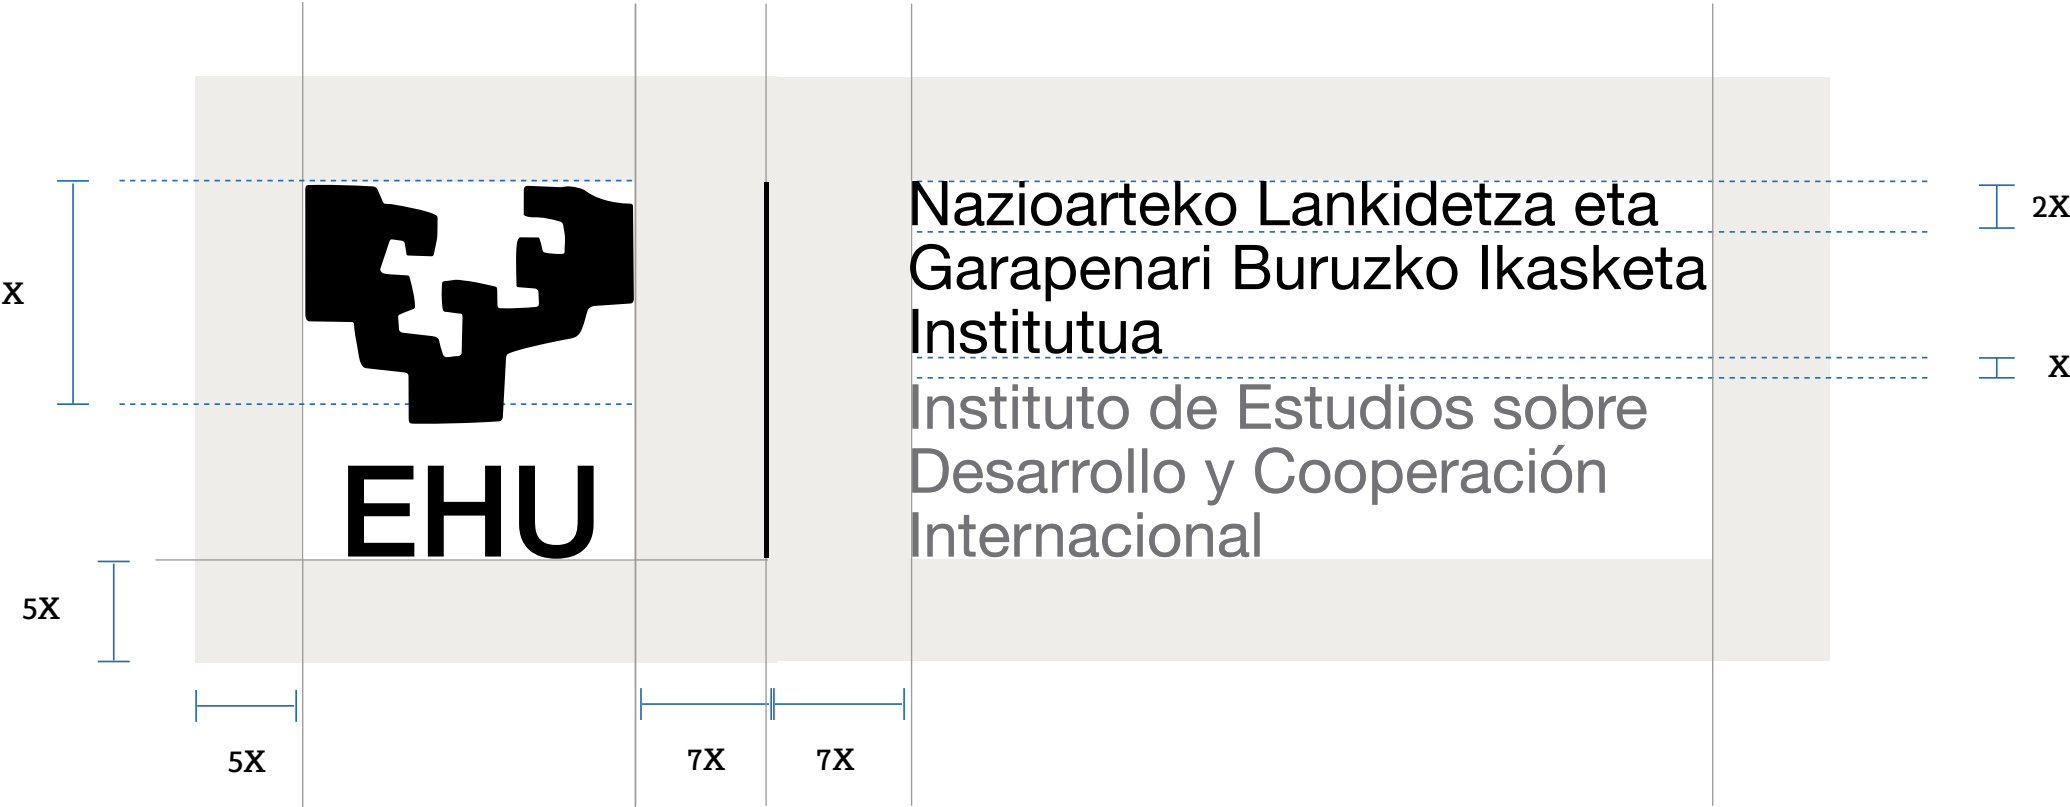 Nazioarteko Lankidetza eta
Garapenari Buruzko Ikasketa
Institutua
Instituto de Estudios sobre
Desarrollo y Cooperación
Internacional
EHU
X
2X
X
5X
5X
7X
7X